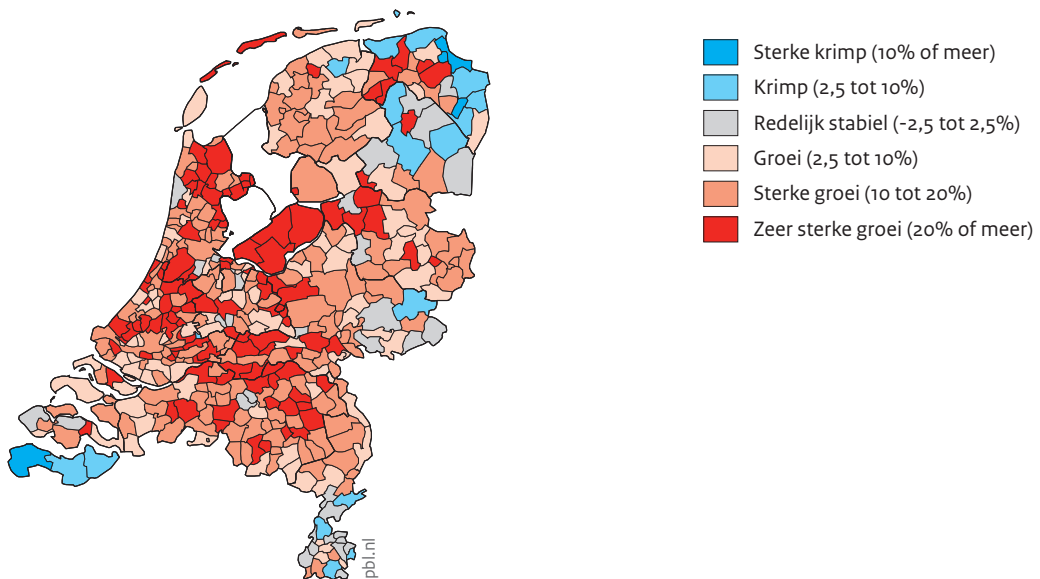 Sterke krimp (10% of meer)
Krimp (2,5 tot 10%)
Redelijk stabiel (-2,5 tot 2,5%)
Groei (2,5 tot 10%)
Sterke groei (10 tot 20%)
Zeer sterke groei (20% of meer)
pbl.nl